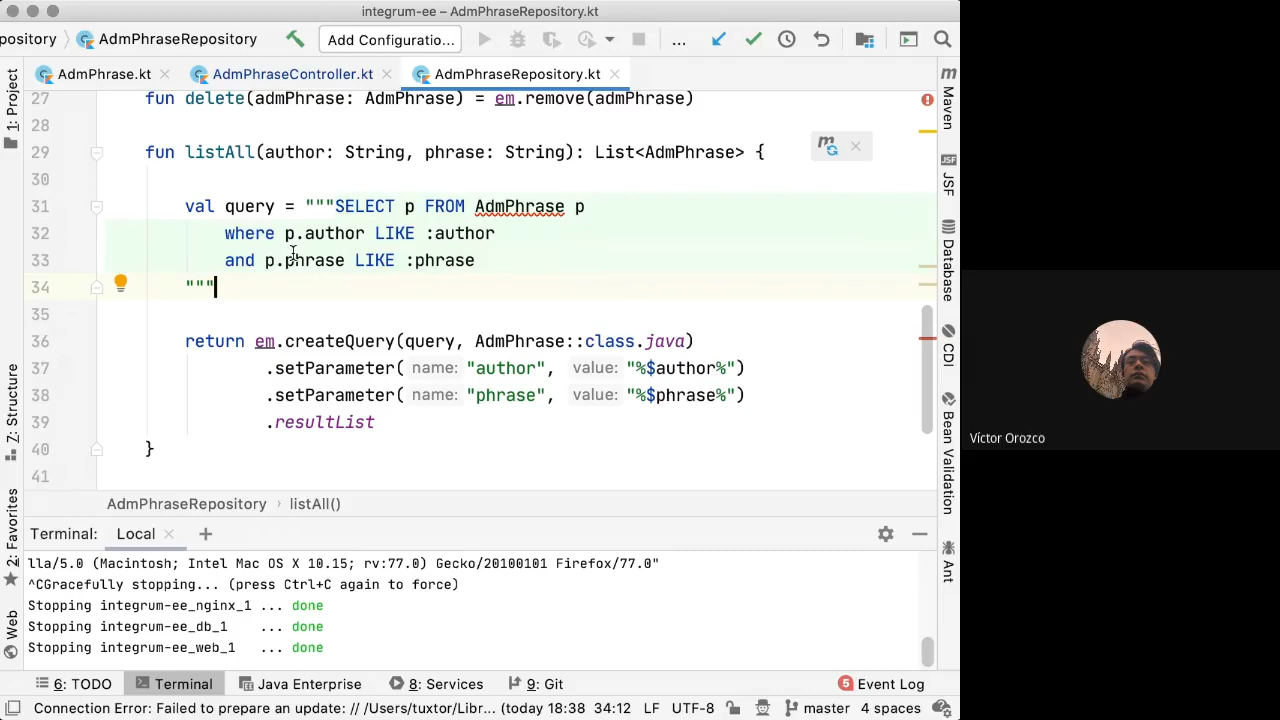 integrum-ee – AdmPhraseRepository.kt
pository AdmPhraseRepository Add Configuratio... ...
AdmPhrase.kt AdmPhraseController.kt AdmPhraseRepository.kt
27 fun delete(admPhrase: AdmPhrase) = em.remove(admPhrase)
28
29 fun listAll(author: String, phrase: String): List<AdmPhrase> {
30
31 val query = """SELECT p FROM AdmPhrase p
32 where p.author LIKE :author
33 and p.phrase LIKE :phrase
34 """
35
36 return em.createQuery(query, AdmPhrase::class.java)
37 .setParameter( name: "author", value: "%$author%")
38 .setParameter( name: "phrase", value: "%$phrase%")
39 .resultList
40 }
41
AdmPhraseRepository › listAll()
Terminal: Local +
lla/5.0 (Macintosh; Intel Mac OS X 10.15; rv:77.0) Gecko/20100101 Firefox/77.0"
^CGracefully stopping... (press Ctrl+C again to force)
Stopping integrum-ee_nginx_1 ... done
Stopping integrum-ee_db_1 ... done
Stopping integrum-ee_web_1 ... done
6: TODO Terminal Java Enterprise 8: Services 9: Git 5 Event Log
Connection Error: Failed to prepare an update: // /Users/tuxtor/Libr... (today 18:38) 34:12 LF UTF-8 master 4 spaces
1: Project
Z: Structure
2: Favorites
Web
m Maven
JSF JSF
Database
CDI
Bean Validation
Ant
Víctor Orozco